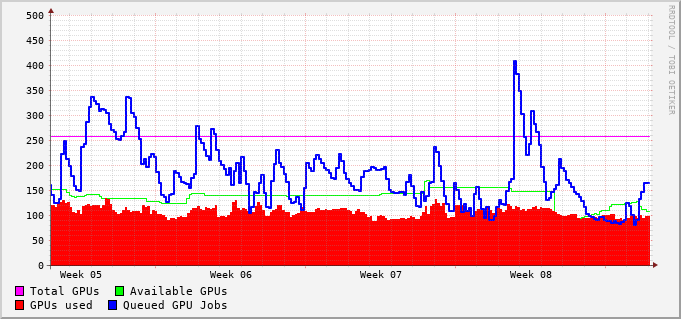 500
450
400
350
300
250
200
150
100
50
0
Week 05 Week 06 Week 07 Week 08
Total GPUs Available GPUs
GPUs used Queued GPU Jobs
RRDTOOL / TOBI OETIKER